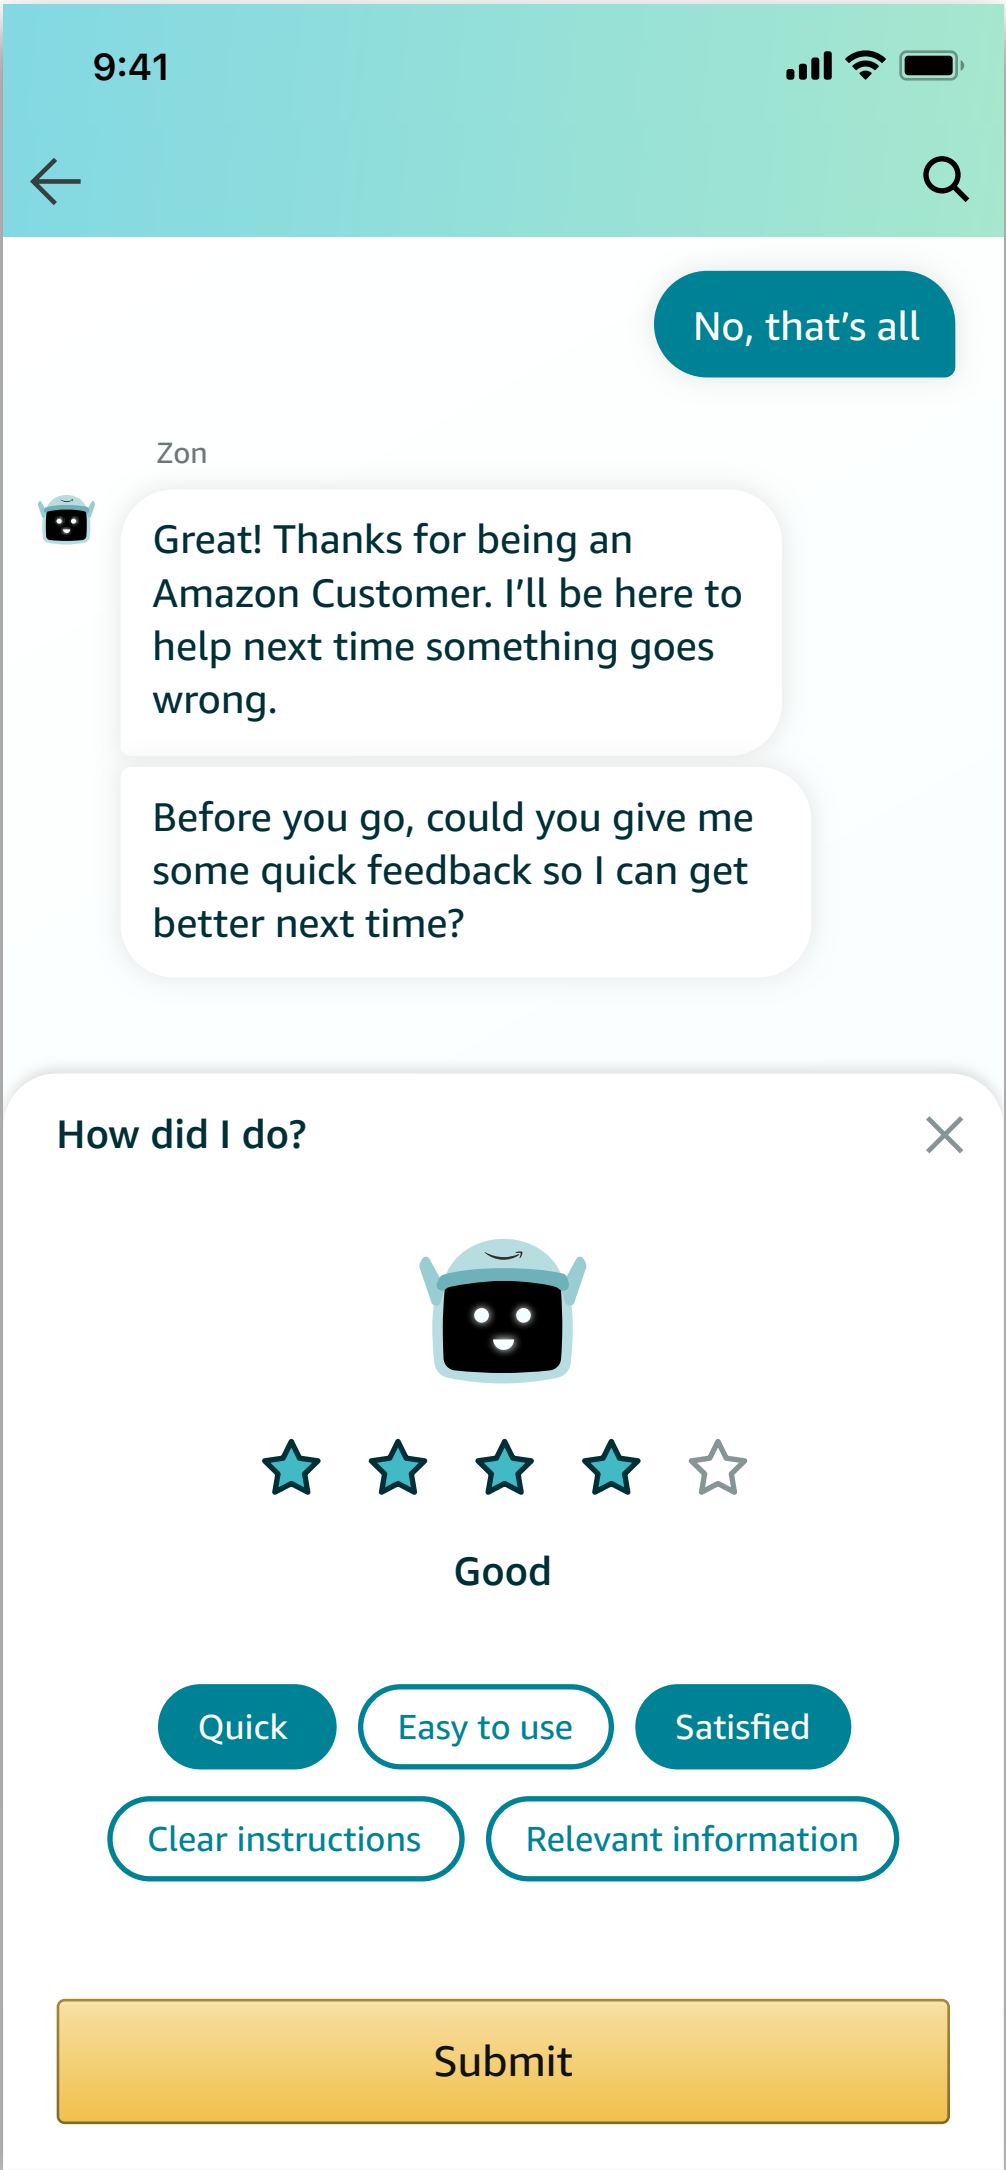 9:41
No, that’s all
Zon
Great! Thanks for being an
Amazon Customer. I’ll be here to
help next time something goes
wrong.
Before you go, could you give me
some quick feedback so I can get
better next time?
How did I do?
Good
Quick
Easy to use
Satisfied
Clear instructions
Relevant information
Submit